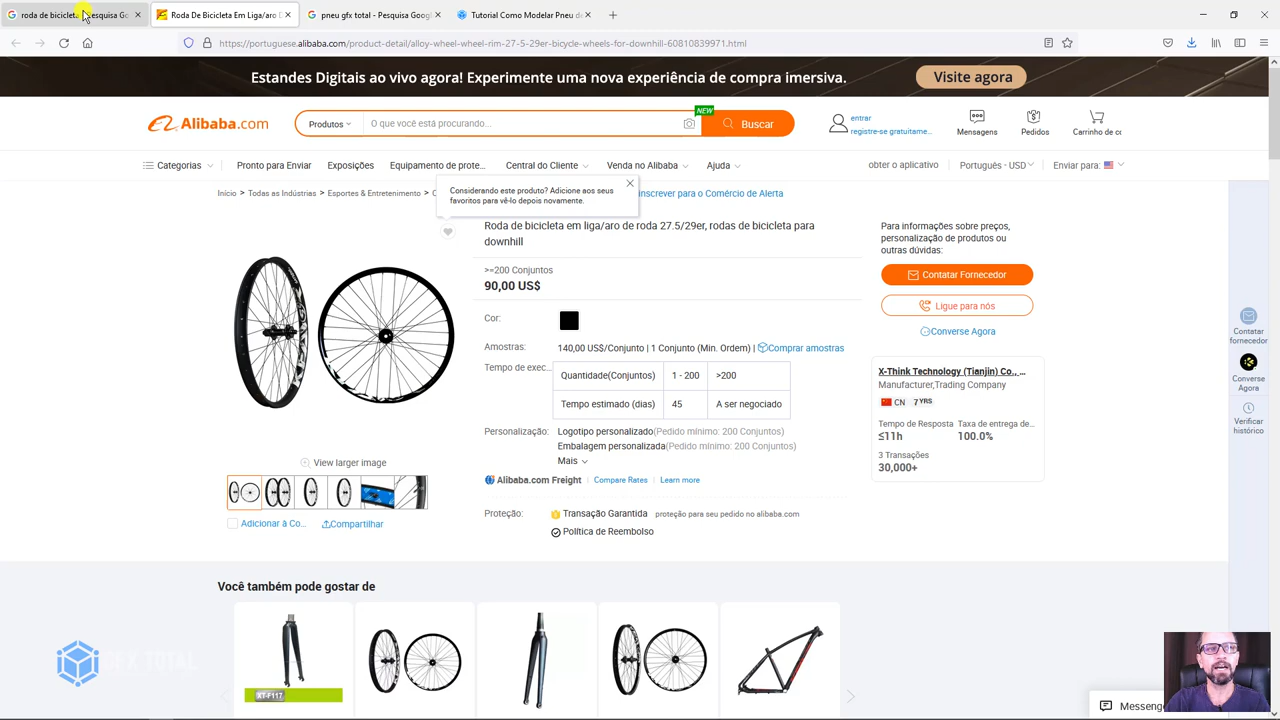 roda de bicicleta - Pesquisa Go
Roda De Bicicleta Em Liga/aro D
pneu gfx total - Pesquisa Google
Tutorial Como Modelar Pneu de
https://portuguese.alibaba.com/product-detail/alloy-wheel-wheel-rim-27-5-29er-bicycle-wheels-for-downhill-60810839971.html
Estandes Digitais ao vivo agora! Experimente uma nova experiência de compra imersiva.
Visite agora
Alibaba.com
Produtos
O que você está procurando...
NEW
Buscar
entrar
registre-se gratuitame...
Mensagens
Pedidos
Carrinho de cc
Categorias
Pronto para Enviar
Exposições
Equipamento de prote...
Central do Cliente
Venda no Alibaba
Ajuda
obter o aplicativo
Português - USD
Enviar para:
Início > Todas as Indústrias > Esportes & Entretenimento > C
inscrever para o Comércio de Alerta
Considerando este produto? Adicione aos seus
favoritos para vê-lo depois novamente.
Roda de bicicleta em liga/aro de roda 27.5/29er, rodas de bicicleta para
downhill
>=200 Conjuntos
90,00 US$
Cor:
Amostras:
140,00 US$/Conjunto | 1 Conjunto (Min. Ordem) | Comprar amostras
Tempo de exec...
Quantidade(Conjuntos) 1 - 200 >200
Tempo estimado (dias) 45 A ser negociado
Personalização:
Logotipo personalizado(Pedido mínimo: 200 Conjuntos)
Embalagem personalizada(Pedido mínimo: 200 Conjuntos)
Mais
Alibaba.com Freight
Compare Rates
Learn more
Proteção:
Transação Garantida
proteção para seu pedido no alibaba.com
Política de Reembolso
View larger image
Adicionar à Co...
Compartilhar
Para informações sobre preços,
personalização de produtos ou
outras dúvidas:
Contatar Fornecedor
Ligue para nós
Converse Agora
X-Think Technology (Tianjin) Co., ...
Manufacturer,Trading Company
CN 7 YRS
Tempo de Resposta
Taxa de entrega de...
≤11h
100.0%
3 Transações
30,000+
Contatar
fornecedor
Converse
Agora
Verificar
histórico
Você também pode gostar de
XT-F117
GFX TOTAL
Messenge